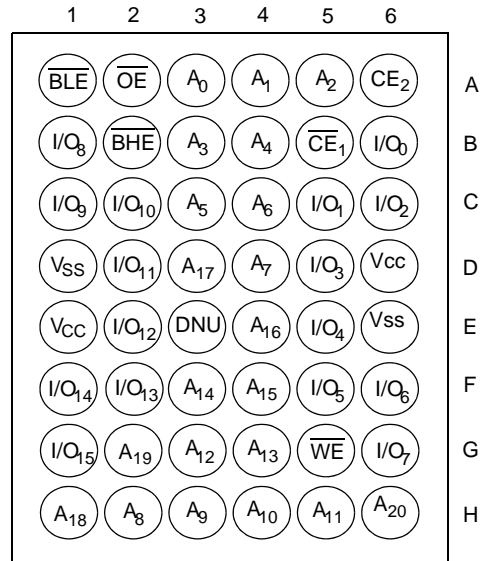 1 2 3 4 5 6
BLE OE A0 A1 A2 CE2 A
I/O8 BHE A3 A4 CE1 I/O0 B
I/O9 I/O10 A5 A6 I/O1 I/O2 C
VSS I/O11 A17 A7 I/O3 Vcc D
VCC I/O12 DNU A16 I/O4 Vss E
I/O14 I/O13 A14 A15 I/O5 I/O6 F
I/O15 A19 A12 A13 WE I/O7 G
A18 A8 A9 A10 A11 A20 H